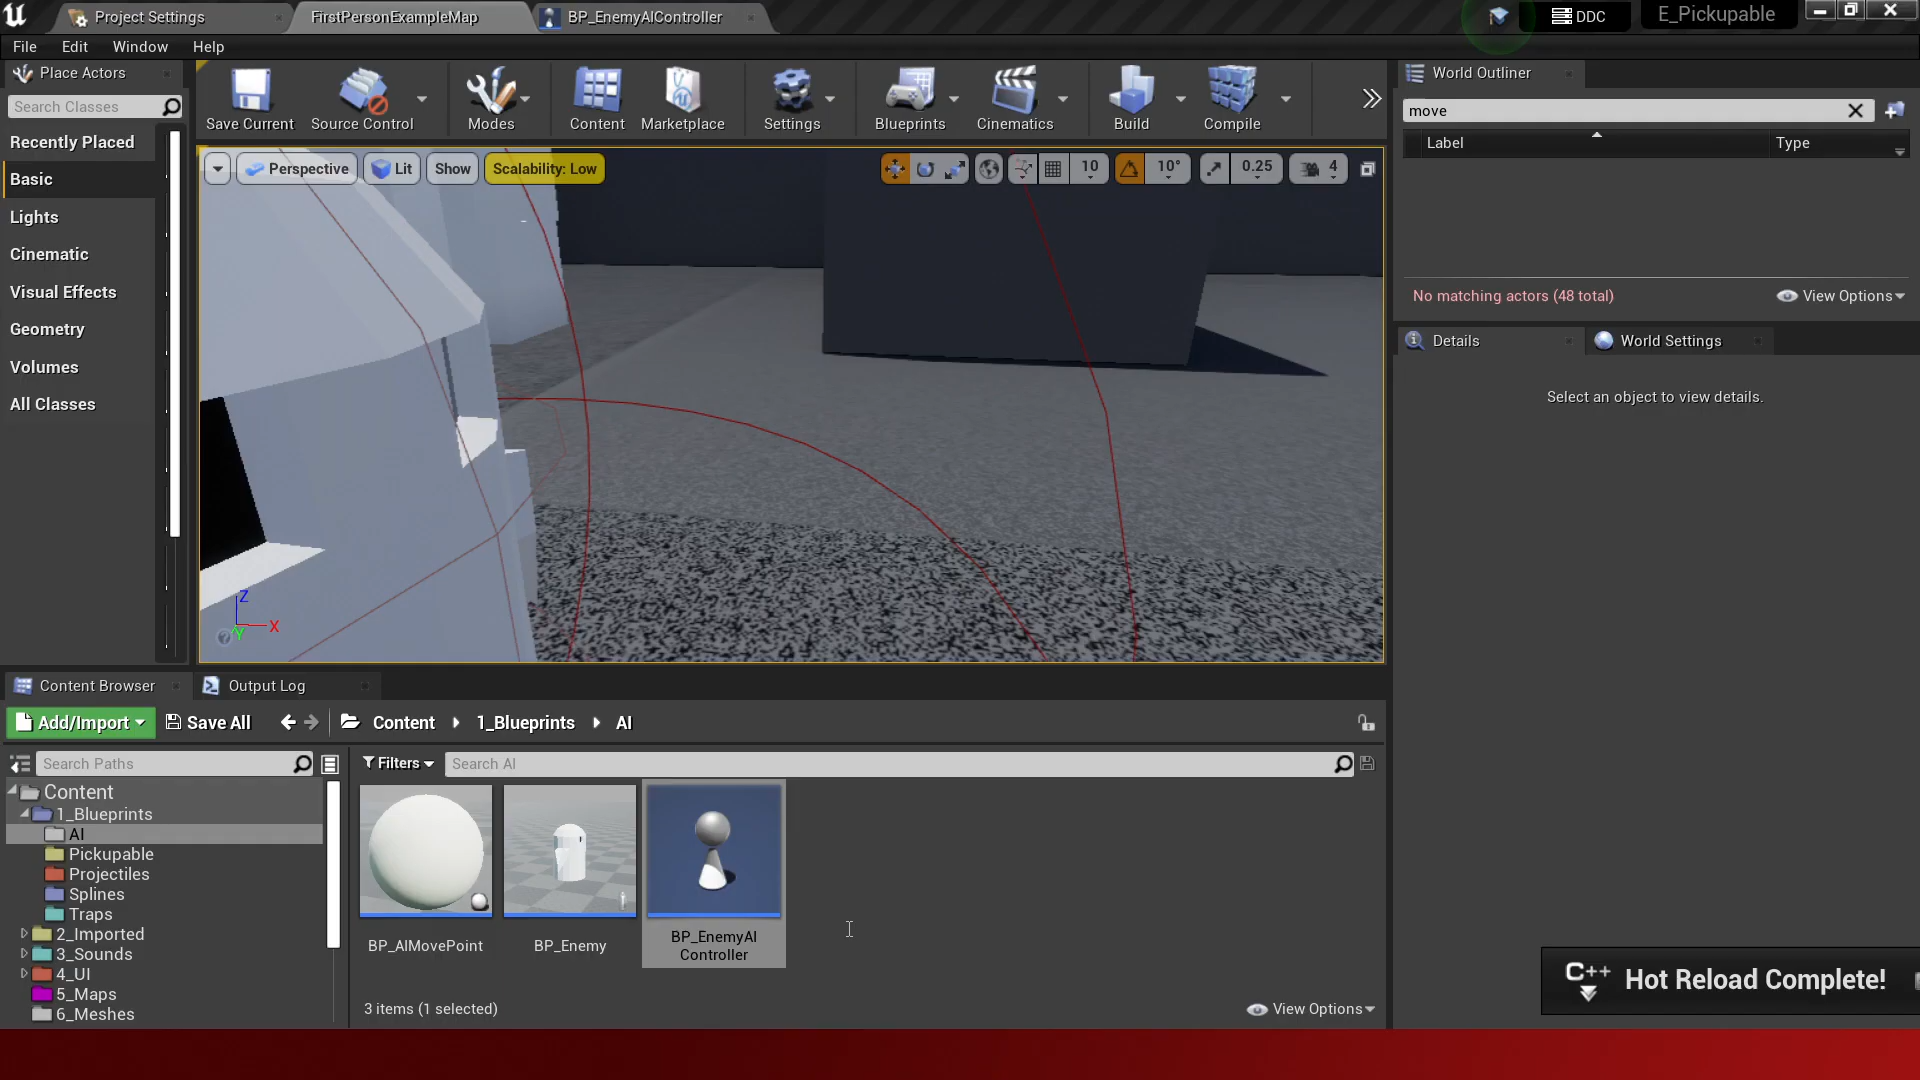 Project Settings
FirstPersonExampleMap
BP_EnemyAIController
DDC
E_Pickupable
File
Edit
Window
Help
Place Actors
Search Classes
Recently Placed
Basic
Lights
Cinematic
Visual Effects
Geometry
Volumes
All Classes
Save Current
Source Control
Modes
Content
Marketplace
Settings
Blueprints
Cinematics
Build
Compile
Perspective
Lit
Show
Scalability: Low
10
10°
0.25
4
Z
X
Y
World Outliner
move
Label
Type
No matching actors (48 total)
View Options
Details
World Settings
Select an object to view details.
Content Browser
Output Log
Add/Import
Save All
Content
1_Blueprints
AI
Search Paths
Filters
Search AI
Content
1_Blueprints
AI
Pickupable
Projectiles
Splines
Traps
2_Imported
3_Sounds
4_UI
5_Maps
6_Meshes
BP_AIMovePoint
BP_Enemy
BP_EnemyAI
Controller
3 items (1 selected)
View Options
C++
Hot Reload Complete!